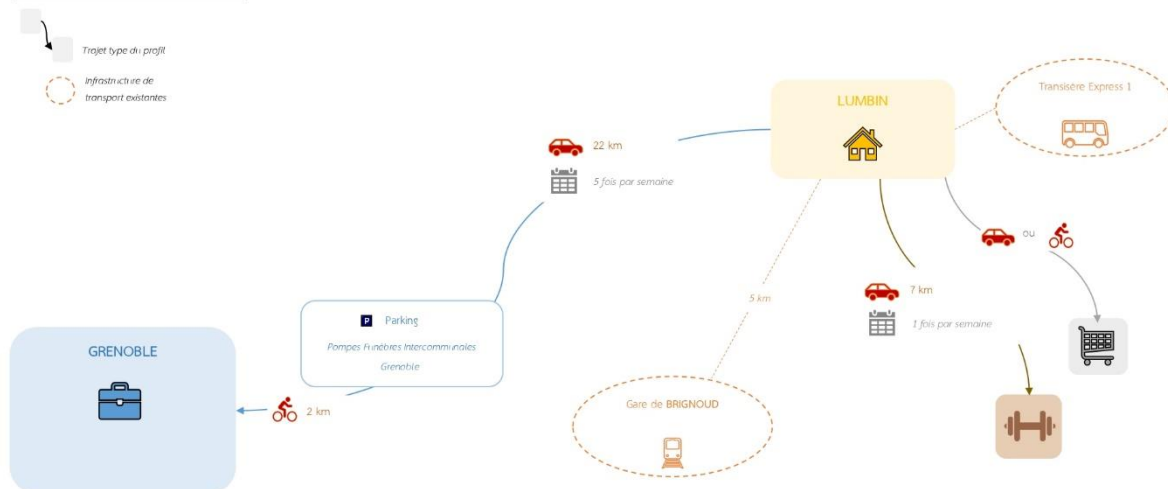 Trajet type du profil
Infrastructure de
transport existantes
LUMBIN
Transisère Express 1
22 km
5 fois par semaine
ou
? km
1 fois par semaine
5 km
P Parking
Pompes Funèbres Intercommunales
Grenoble
GRENOBLE
2 km
Gare de BRIGNOUD